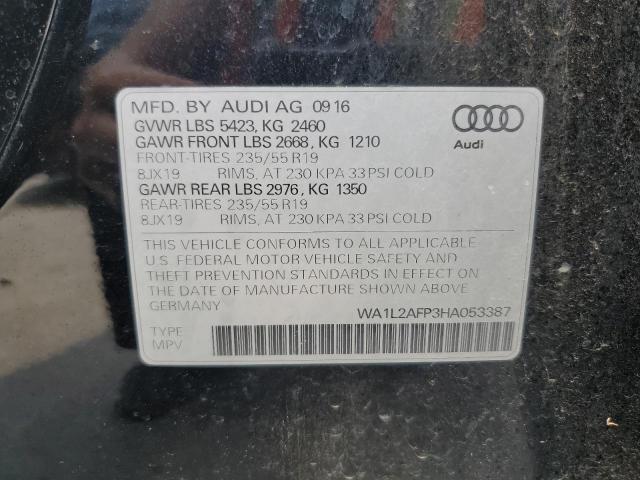 MFD. BY AUDI AG 09 16
GVWR LBS 5423, KG 2460
GAWR FRONT LBS 2668, KG 1210
FRONT-TIRES 235/55 R19
8JX19 RIMS, AT 230 KPA 33 PSI COLD
GAWR REAR LBS 2976, KG 1350
REAR-TIRES 235/55 R19
8JX19 RIMS, AT 230 KPA 33 PSI COLD
Audi
THIS VEHICLE CONFORMS TO ALL APPLICABLE
U.S. FEDERAL MOTOR VEHICLE SAFETY AND
THEFT PREVENTION STANDARDS IN EFFECT ON
THE DATE OF MANUFACTURE SHOWN ABOVE
GERMANY WA1L2AFP3HA053387
TYPE
MPV